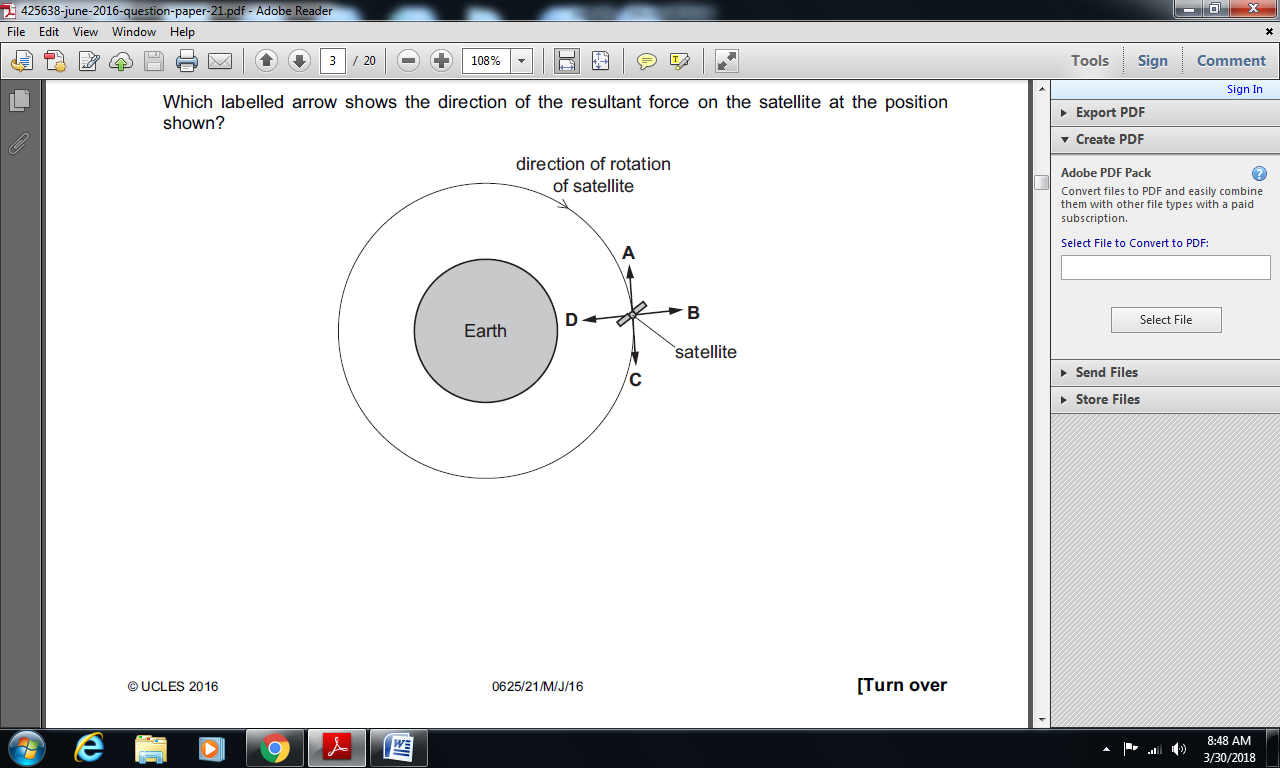 425638-june-2016-question-paper-21.pdf - Adobe Reader
File Edit View Window Help
3 / 20 108% Tools Sign Comment
Which labelled arrow shows the direction of the resultant force on the satellite at the position
shown?
direction of rotation
of satellite
A
B
D
Earth
satellite
C
© UCLES 2016 0625/21/M/J/16 [Turn over
Sign In
Export PDF
Create PDF
Adobe PDF Pack
Convert files to PDF and easily combine
them with other file types with a paid
subscription.
Select File to Convert to PDF:
Select File
Edit PDF
Send Files
Store Files
8:48 AM
3/30/2018